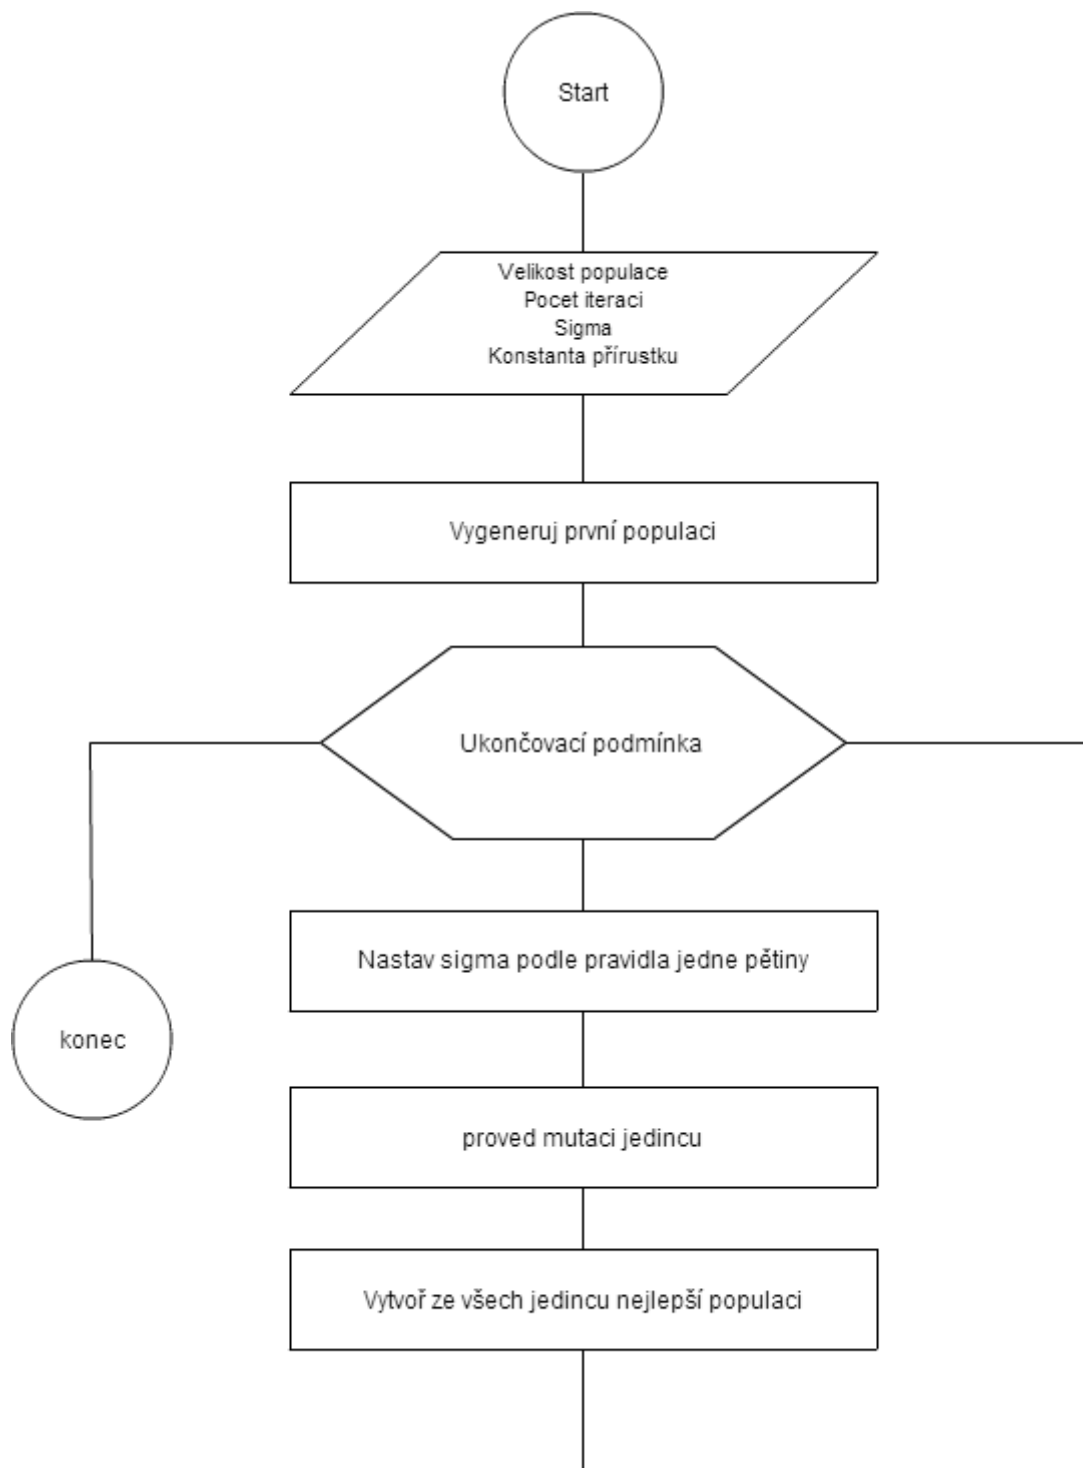 Start
Velikost populace
Pocet iteraci
Sigma
Konstanta přírustku
Vygeneruj první populaci
Ukončovací podmínka
Nastav sigma podle pravidla jedne pětiny
konec
proved mutaci jedincu
Vytvoř ze všech jedincu nejlepší populaci